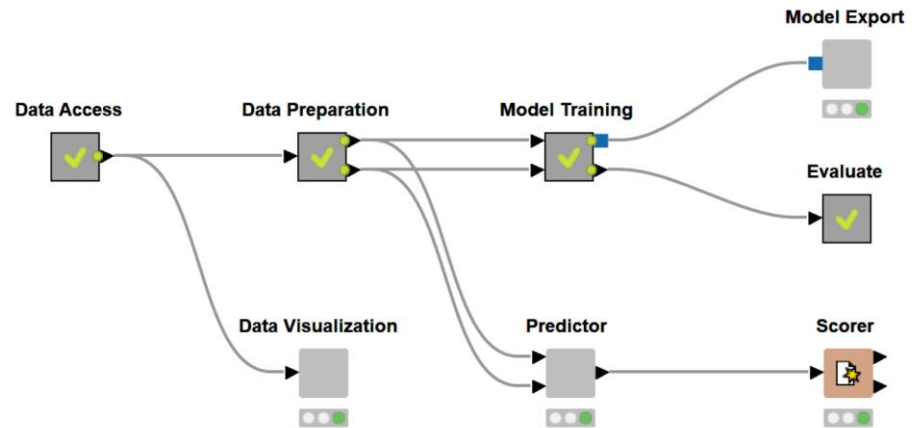 Model Export
Data Access
Data Preparation
Model Training
Evaluate
Data Visualization
Predictor
Scorer